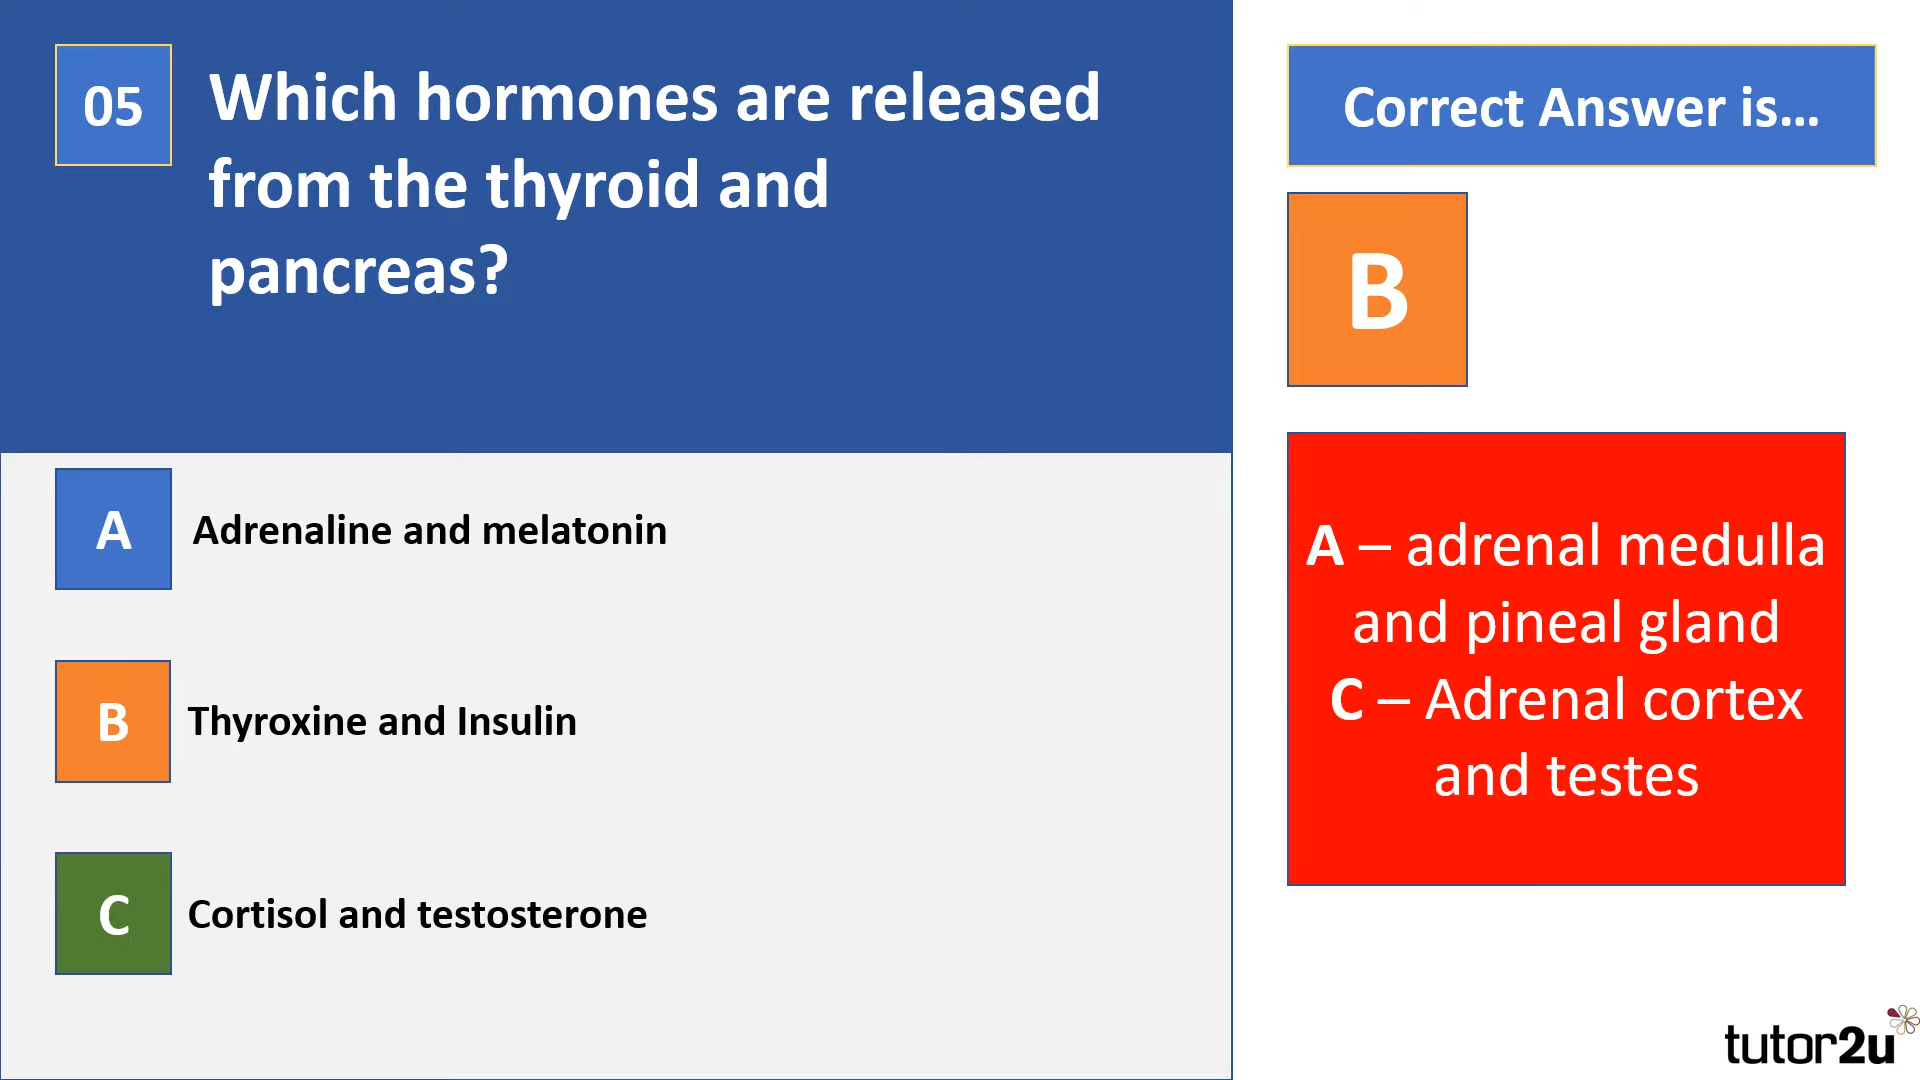 05
Which hormones are released
from the thyroid and
pancreas?
A
Adrenaline and melatonin
B
Thyroxine and Insulin
C
Cortisol and testosterone
Correct Answer is...
B
A – adrenal medulla
and pineal gland
C – Adrenal cortex
and testes
tutor2u